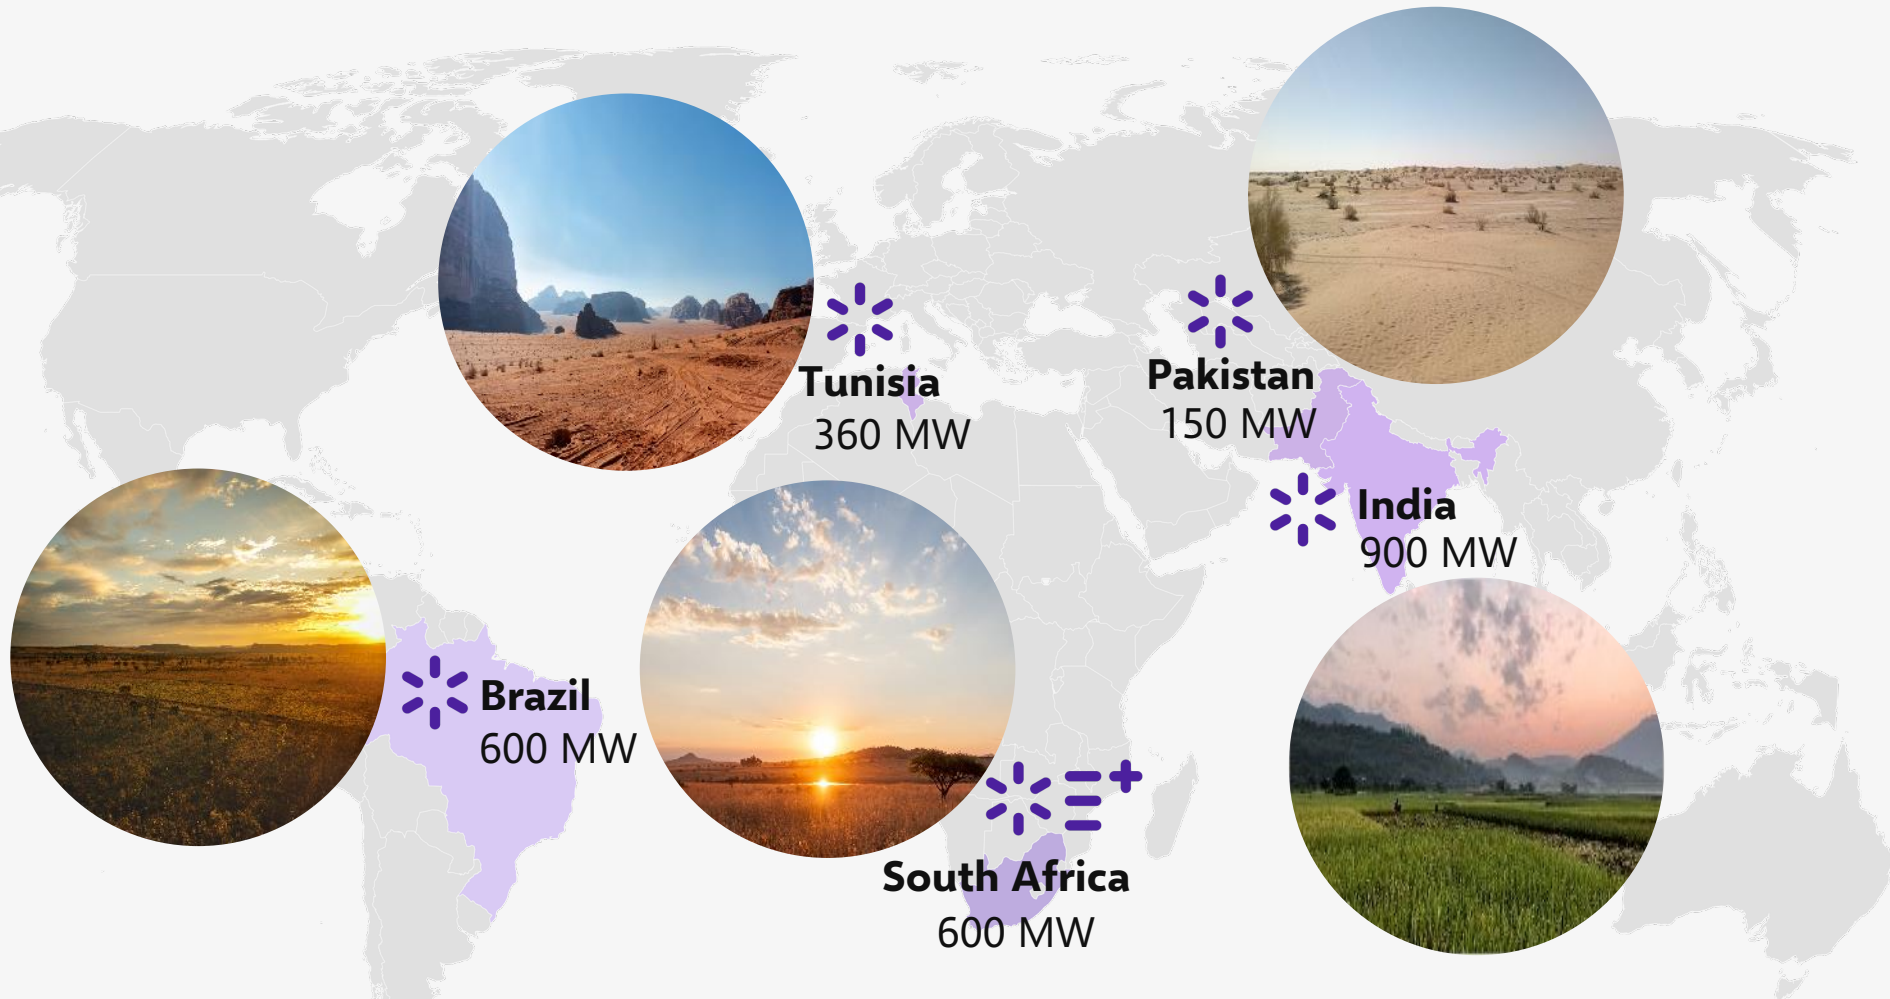 Tunisia
360 MW
Pakistan
150 MW
India
900 MW
Brazil
600 MW
South Africa
600 MW